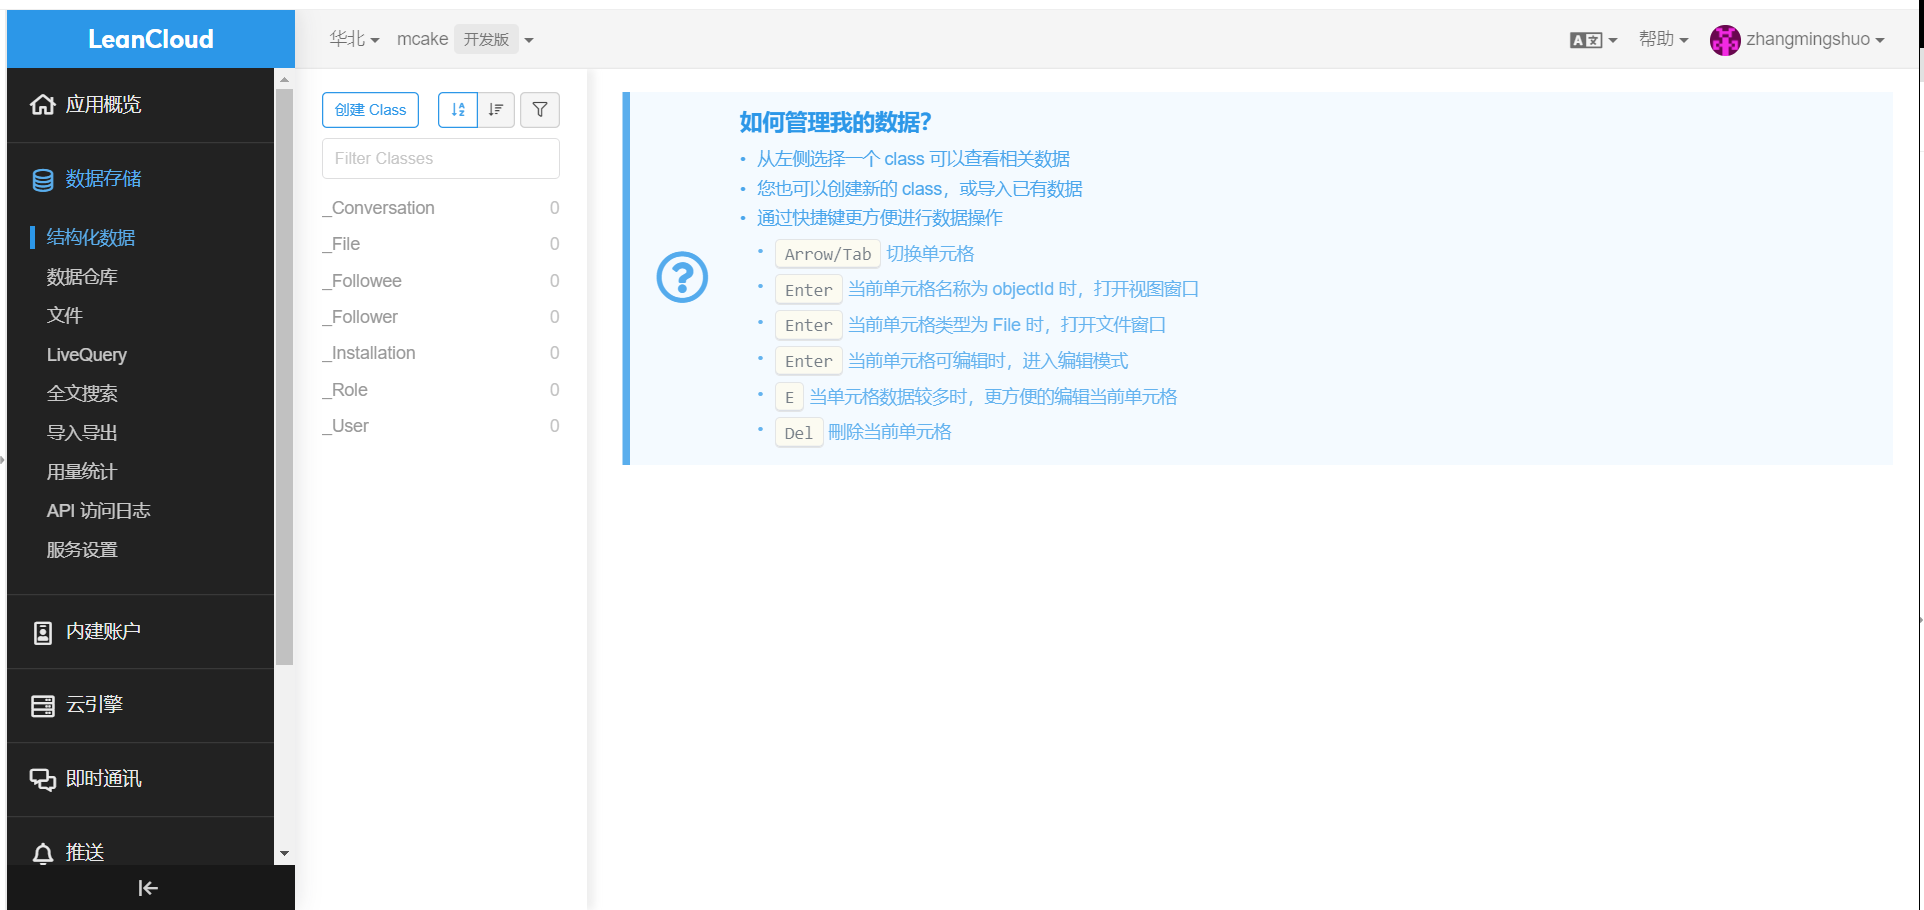 LeanCloud
华北
mcake 开发版
帮助
zhangmingshuo
应用概览
数据存储
结构化数据
数据仓库
文件
LiveQuery
全文搜索
导入导出
用量统计
API 访问日志
服务设置
内建账户
云引擎
即时通讯
推送
创建 Class
Filter Classes
_Conversation 0
_File 0
_Followee 0
_Follower 0
_Installation 0
_Role 0
_User 0
如何管理我的数据?
• 从左侧选择一个 class 可以查看相关数据
• 您也可以创建新的 class，或导入已有数据
• 通过快捷键更方便进行数据操作
• Arrow/Tab 切换单元格
• Enter 当前单元格名称为 objectId 时，打开视图窗口
• Enter 当前单元格类型为 File 时，打开文件窗口
• Enter 当前单元格可编辑时，进入编辑模式
• E 当单元格数据较多时，更方便的编辑当前单元格
• Del 刪除当前单元格